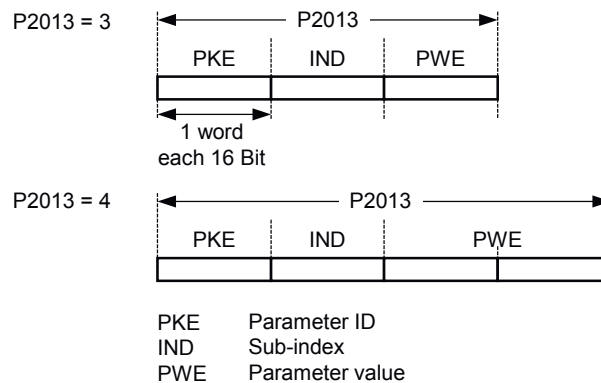 P2013 = 3 P2013
PKE IND PWE
1 word
each 16 Bit
P2013 = 4 P2013
PKE IND PWE
PKE Parameter ID
IND Sub-index
PWE Parameter value